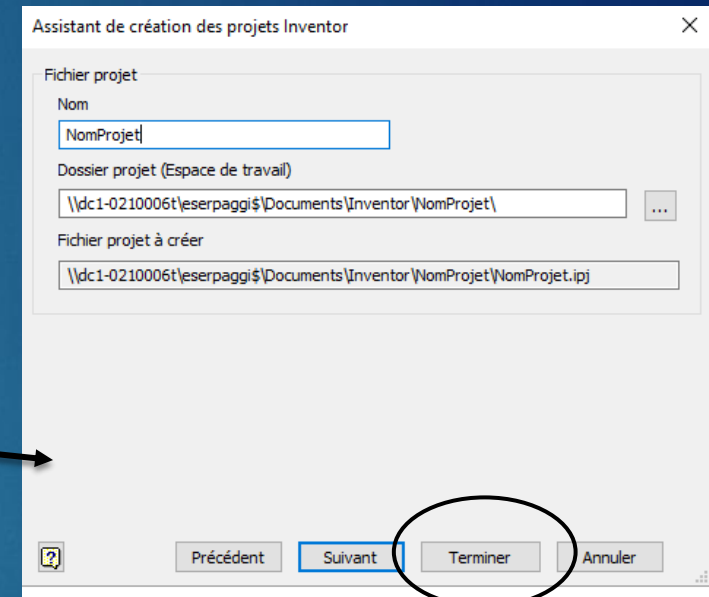 Assistant de création des projets Inventor
Fichier projet
Nom
NomProjet
Dossier projet (Espace de travail)
\\dc1-0210006t\eserpaggi$\Documents\Inventor\NomProjet\
...
Fichier projet à créer
\\dc1-0210006t\eserpaggi$\Documents\Inventor\NomProjet\NomProjet.ipj
?
Précédent Suivant Terminer Annuler